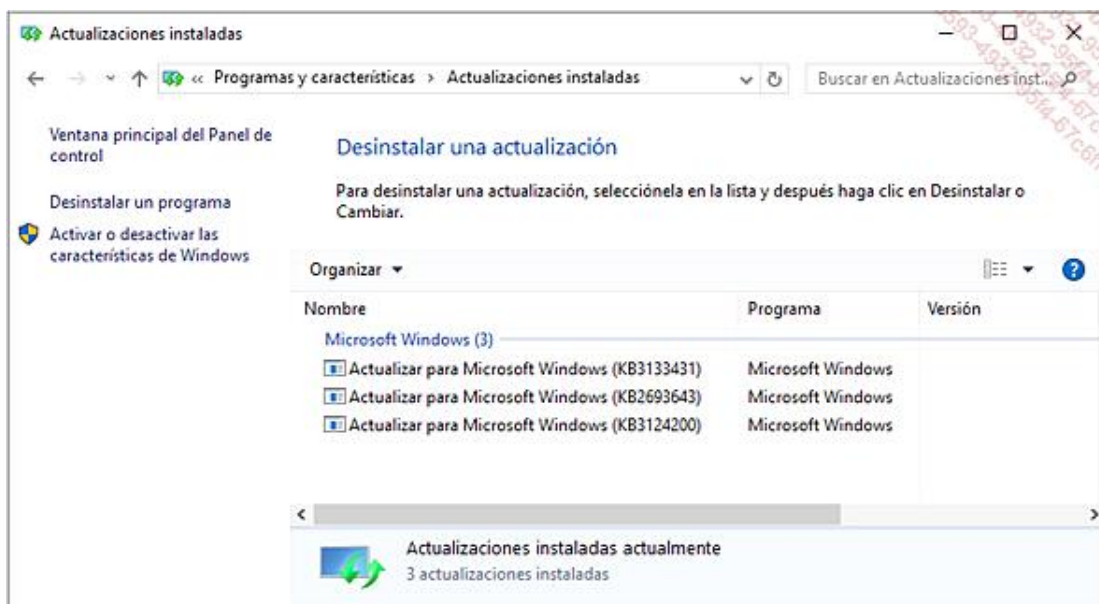 Actualizaciones instaladas
« Programas y características > Actualizaciones instaladas
Buscar en Actualizaciones inst...
Ventana principal del Panel de
control
Desinstalar un programa
Activar o desactivar las
características de Windows
Desinstalar una actualización
Para desinstalar una actualización, selecciónela en la lista y después haga clic en Desinstalar o
Cambiar.
Organizar
Nombre Programa Versión
Microsoft Windows (3)
Actualizar para Microsoft Windows (KB3133431) Microsoft Windows
Actualizar para Microsoft Windows (KB2693643) Microsoft Windows
Actualizar para Microsoft Windows (KB3124200) Microsoft Windows
Actualizaciones instaladas actualmente
3 actualizaciones instaladas